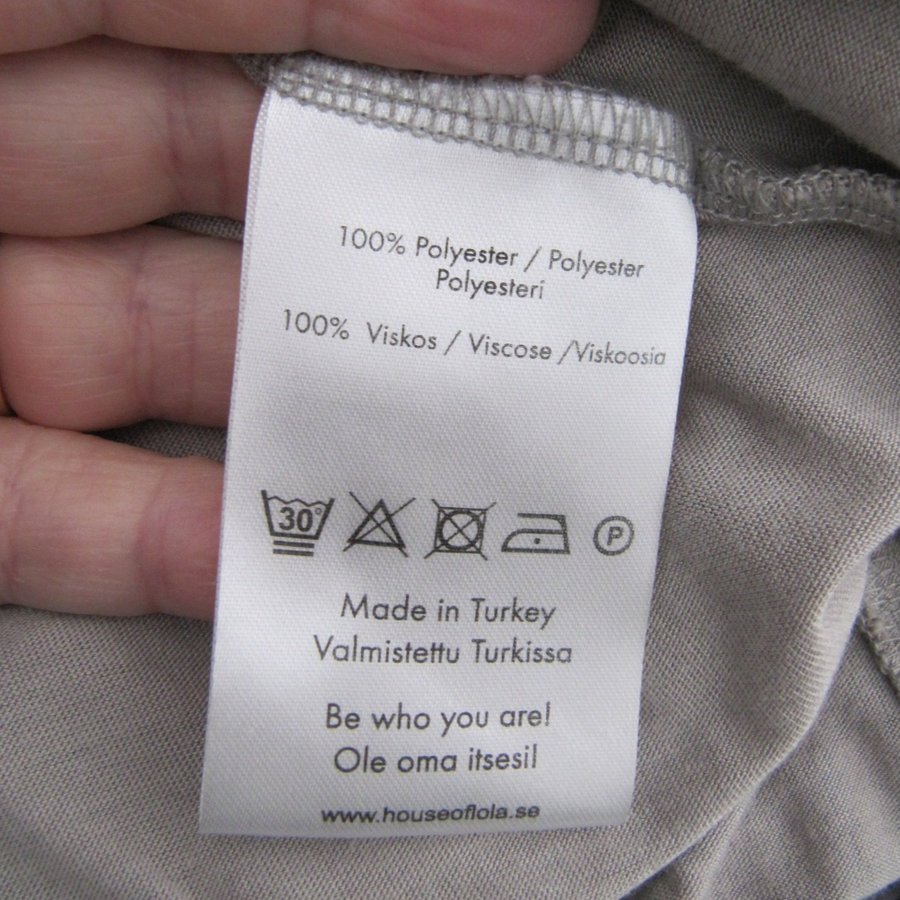 100% Polyester / Polyester
Polyesteri
100% Viskos / Viscose /Viskoosia
30°
P
Made in Turkey
Valmistettu Turkissa
Be who you are!
Ole oma itsesi!
www.houseoflola.se